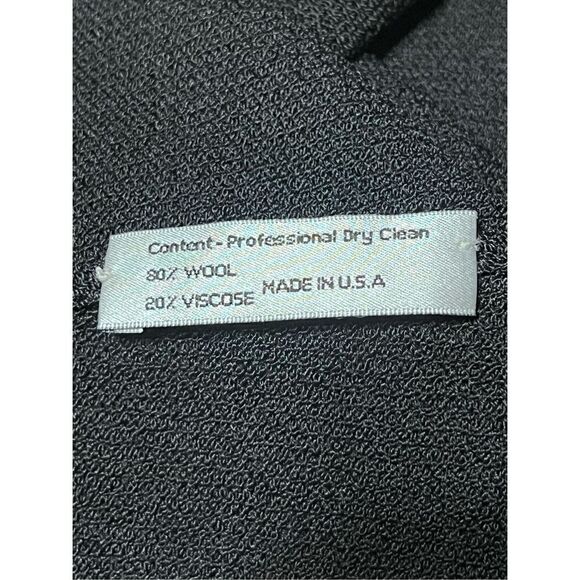 Content - Professional Dry Clean
80% WOOL
20% VISCOSE MADE IN U.S.A